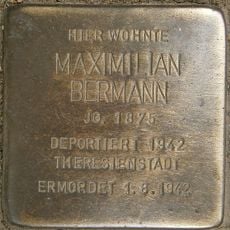 HIER WOHNTE
MAXIMILIAN
BERMANN
JG. 1875
DEPORTIERT 1942
THERESIENSTADT
ERMORDET 1.8.1942